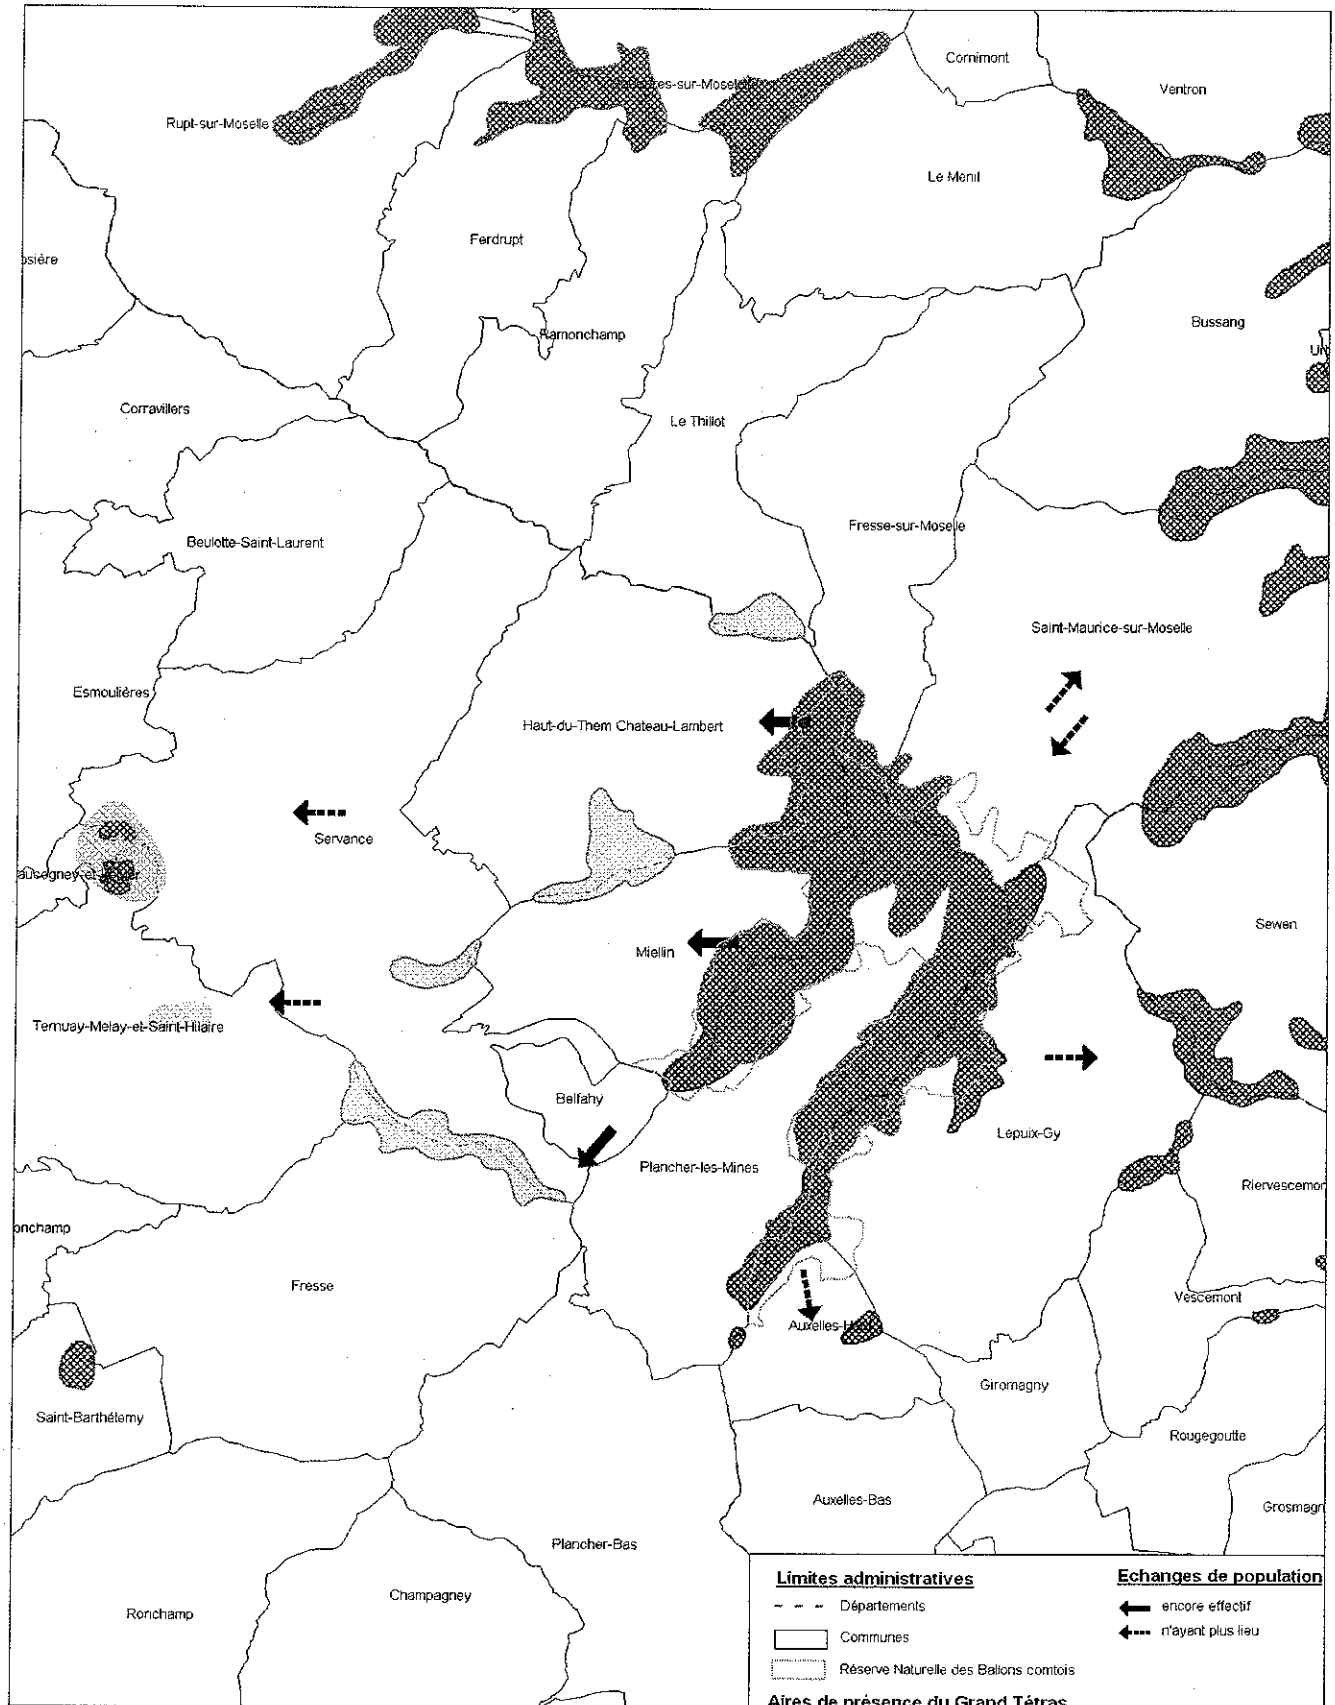 Cornimont
Ventron
Rupt-sur-Moselle
Le Menil
Ferdrupt
Ramonchamp
Bussang
Corravillers
Le Thillot
Fresse-sur-Moselle
Beulotte-Saint-Laurent
Saint-Maurice-sur-Moselle
Esmoulières
Haut-du-Them Chateau-Lambert
Servance
Sewen
Miellin
Ternuay-Melay-et-Saint-Hilaire
Belfahy
Lepuix-Gy
Plancher-les-Mines
Riervescemon
onchamp
Fresse
Vescemont
Auxelles-H
Giromagny
Saint-Barthélemy
Rougegoutte
Auxelles-Bas
Grosmagn
Plancher-Bas
Champagney
Ronchamp
Limites administratives
Départements
Communes
Réserve Naturelle des Ballons comtois
Aires de présence du Grand Tétras
Echanges de population
encore effectif
n'ayant plus lieu